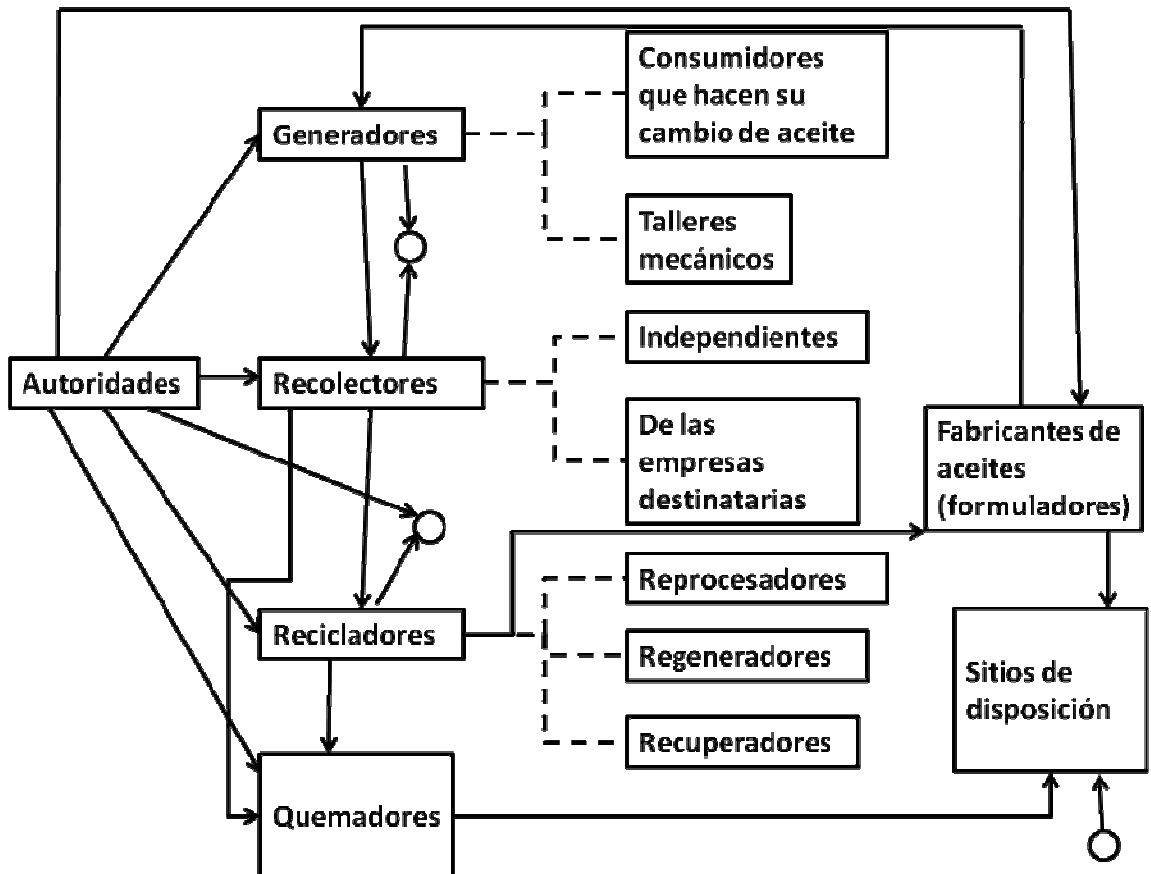 Consumidores
que hacen su
cambio de aceite
Generadores
Talleres
mecánicos
Independientes
Autoridades
Recolectores
De las
empresas
destinatarias
Fabricantes de
aceites
(formuladores)
Reprocesadores
Recicladores
Regeneradores
Sitios de
disposición
Recuperadores
Quemadores